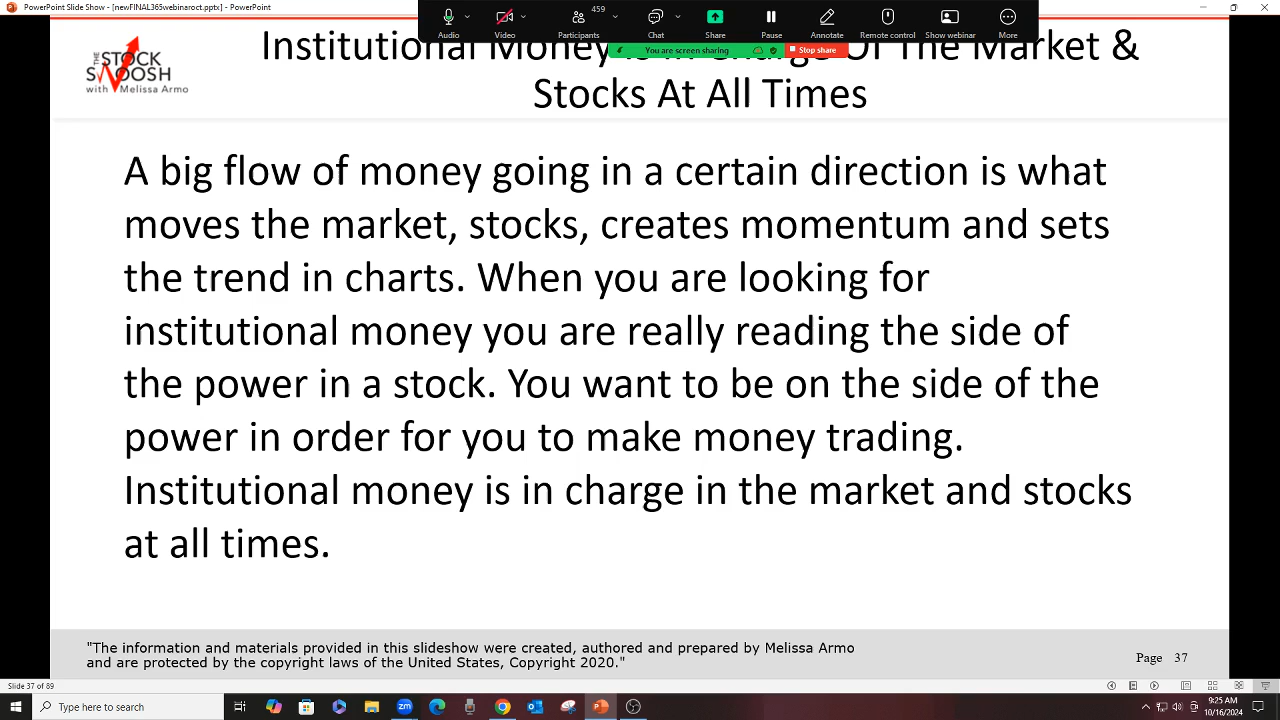 PowerPoint Slide Show - [newFINAL365webinaroct.pptx] - PowerPoint
Audio
Video
459
Participants
Chat
Share
Pause
Annotate
Remote control
Show webinar
More
You are screen sharing
Stop share
THE STOCK
SWOOSH
with Melissa Armo
Institutional Money Is In Charge Of The Market &
Stocks At All Times
A big flow of money going in a certain direction is what
moves the market, stocks, creates momentum and sets
the trend in charts. When you are looking for
institutional money you are really reading the side of
the power in a stock. You want to be on the side of the
power in order for you to make money trading.
Institutional money is in charge in the market and stocks
at all times.
"The information and materials provided in this slideshow were created, authored and prepared by Melissa Armo
and are protected by the copyright laws of the United States, Copyright 2020."
Page 37
Slide 37 of 89
Type here to search
zm
9:25 AM
10/16/2024